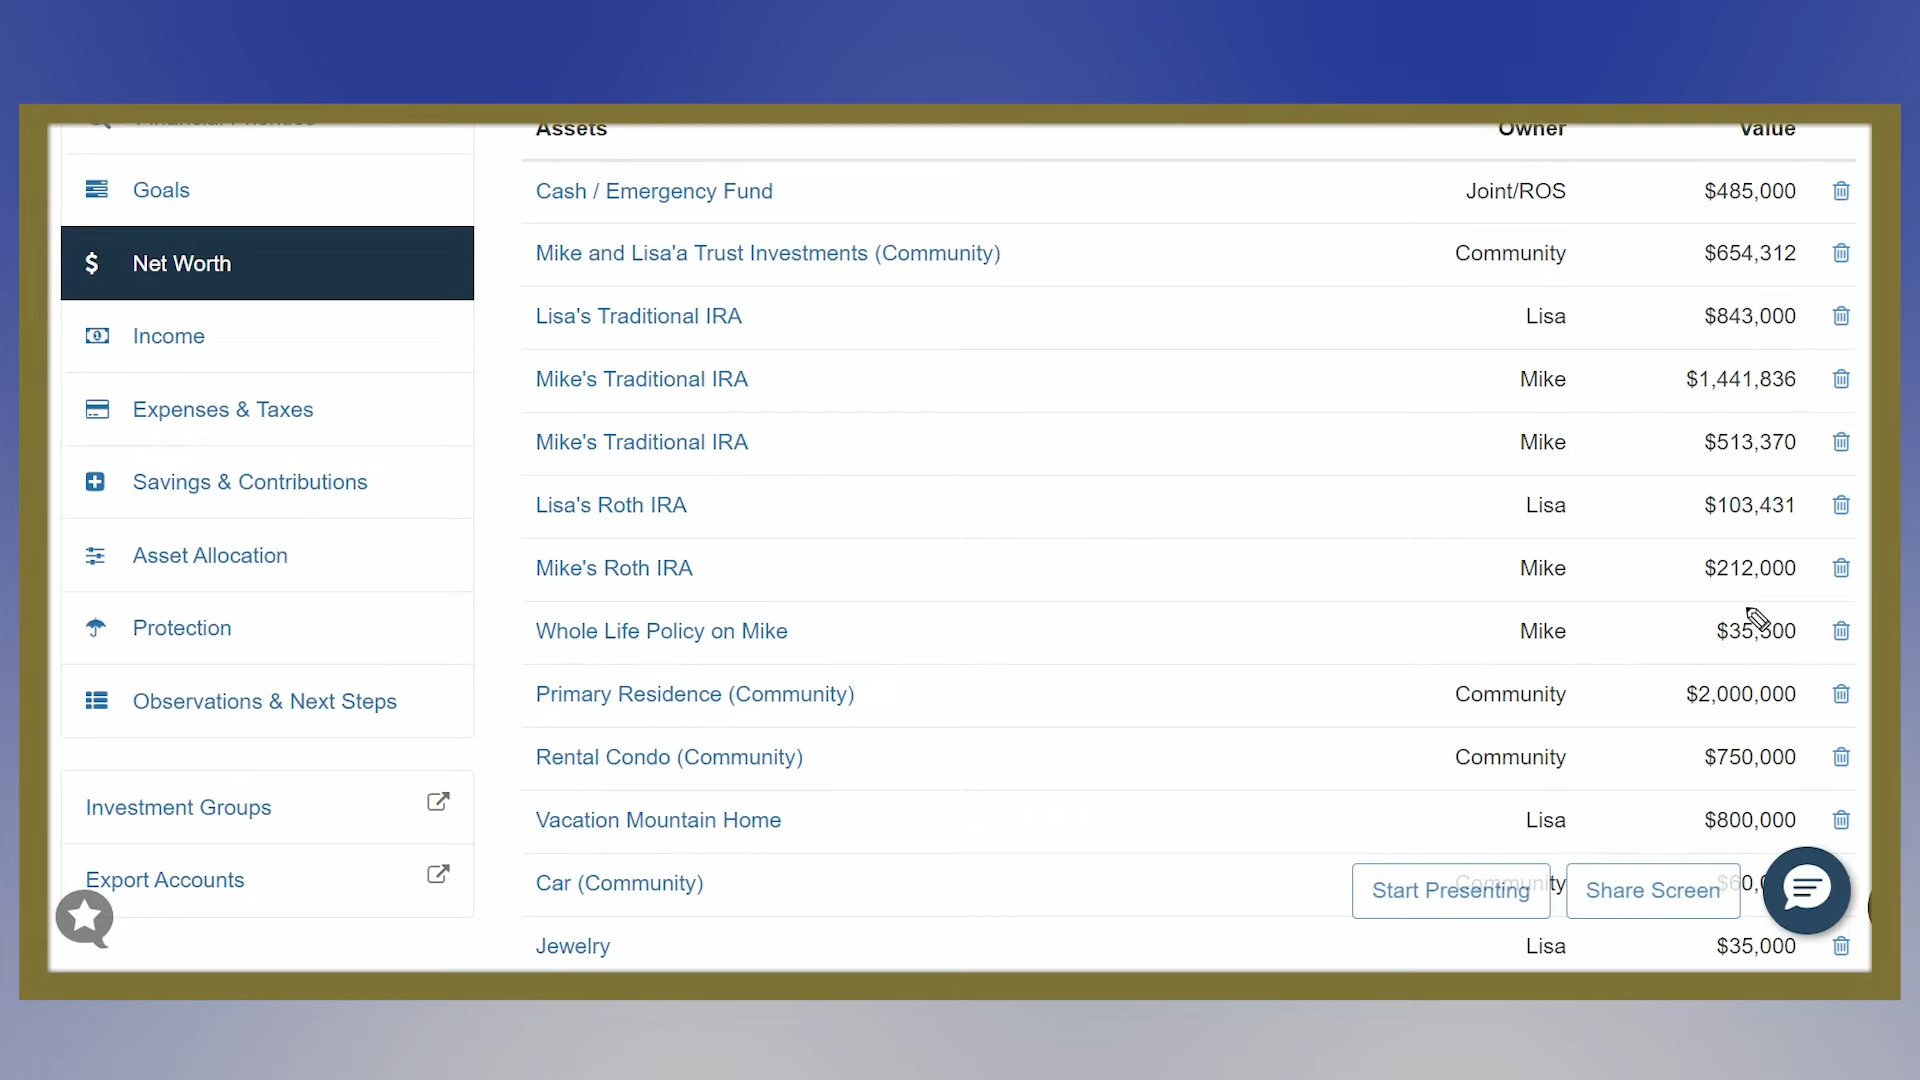 Assets Owner Value
Goals
Cash / Emergency Fund Joint/ROS $485,000
Net Worth
Mike and Lisa'a Trust Investments (Community) Community $654,312
Income
Lisa's Traditional IRA Lisa $843,000
Expenses & Taxes
Mike's Traditional IRA Mike $1,441,836
Savings & Contributions
Mike's Traditional IRA Mike $513,370
Lisa's Roth IRA Lisa $103,431
Asset Allocation
Mike's Roth IRA Mike $212,000
Protection
Whole Life Policy on Mike Mike
Observations & Next Steps
Primary Residence (Community) Community $2,000,000
Rental Condo (Community) Community $750,000
Investment Groups
Vacation Mountain Home Lisa $800,000
Export Accounts
Car (Community) Community
Start Presenting Share Screen
Jewelry Lisa $35,000